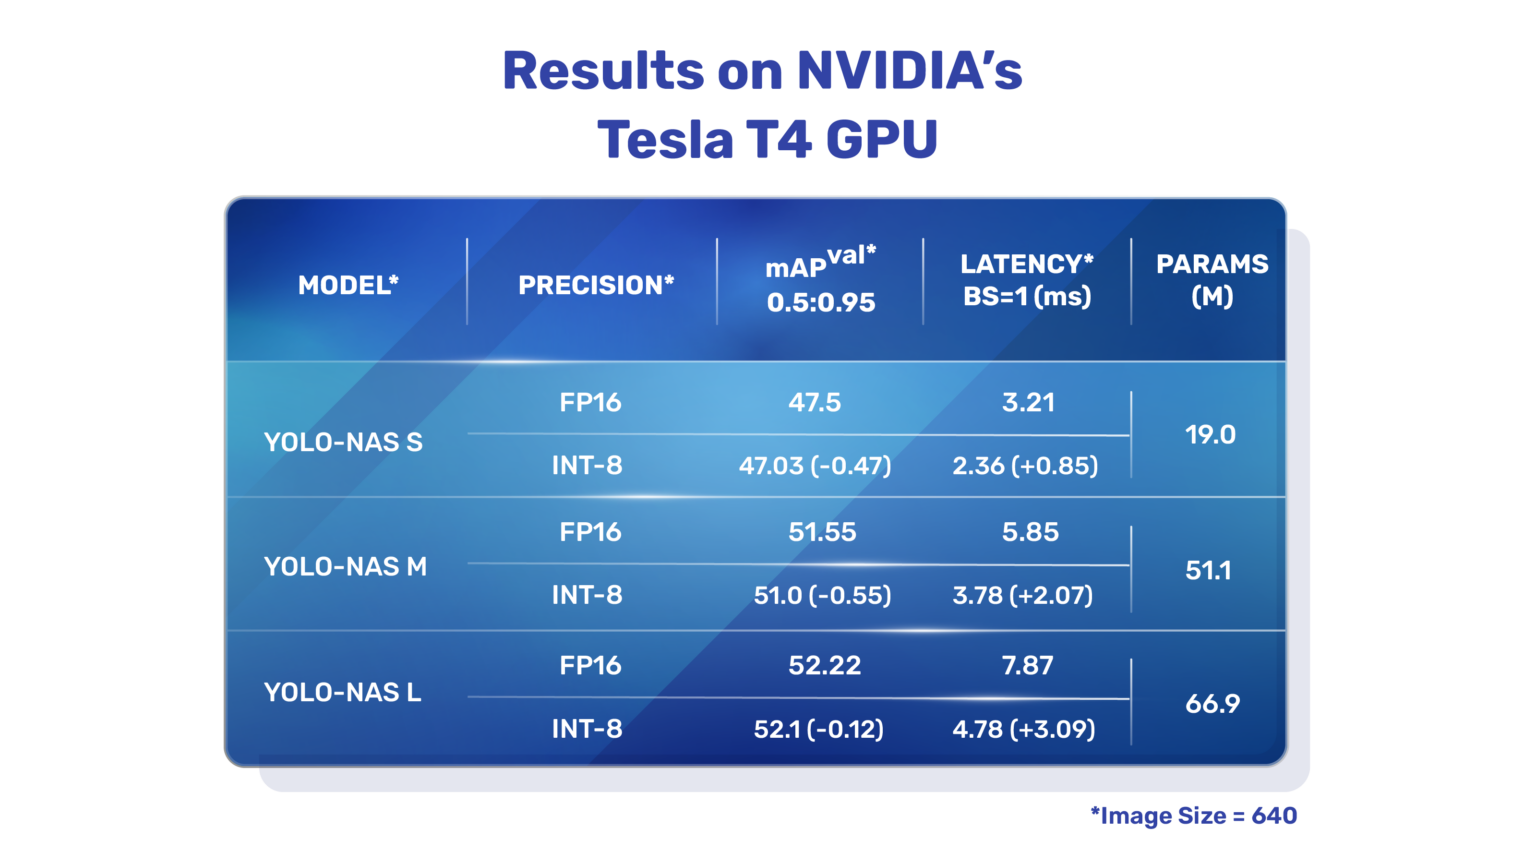 Results on NVIDIA’s
Tesla T4 GPU
MODEL*
PRECISION*
mAPval*
0.5:0.95
LATENCY*
BS=1 (ms)
PARAMS
(M)
YOLO-NAS S
FP16 47.5 3.21
INT-8 47.03 (-0.47) 2.36 (+0.85)
19.0
YOLO-NAS M
FP16 51.55 5.85
INT-8 51.0 (-0.55) 3.78 (+2.07)
51.1
YOLO-NAS L
FP16 52.22 7.87
INT-8 52.1 (-0.12) 4.78 (+3.09)
66.9
*Image Size = 640